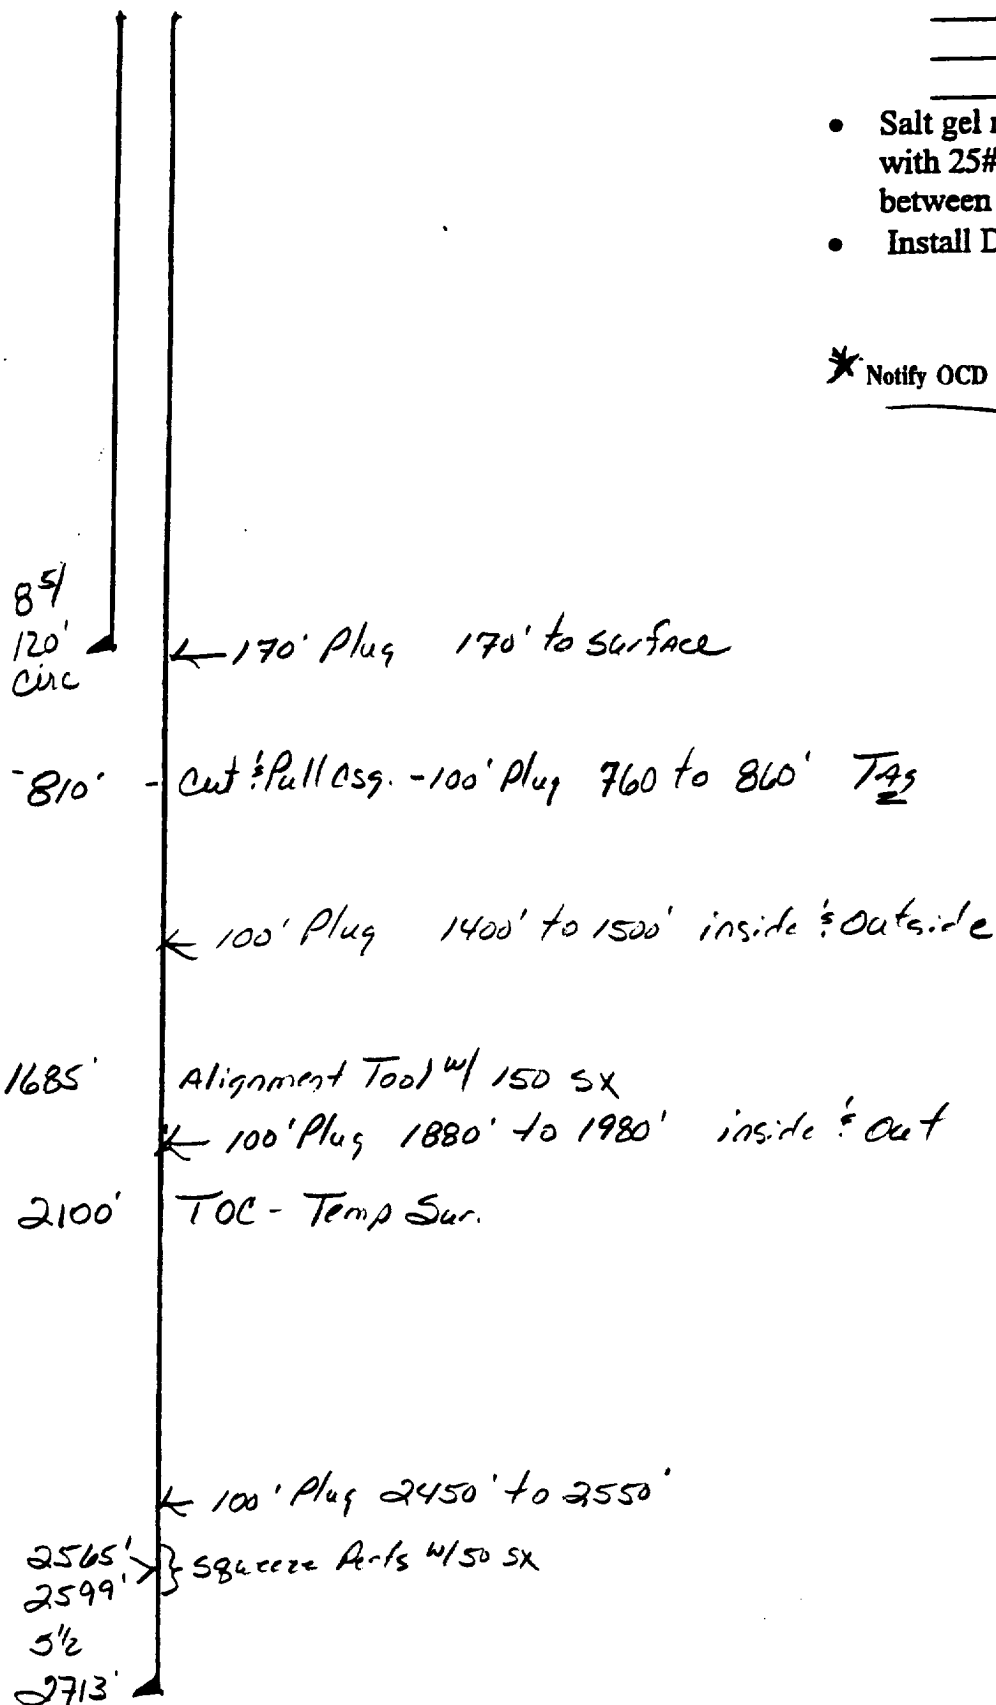 • Salt gel
with 25#
between
• Install D
* Notify OCD
8 5/
120'
Circ
← 170' Plug 170' to surface
-810' - Cut & Pull Csg. - 100' Plug 760 to 860' Tag
← 100' Plug 1400' to 1500' inside & Outside
1685' Alignment Tool w/ 150 sx
← 100' Plug 1880' to 1980' inside & Out
2100' TOC - Temp Sur.
← 100' Plug 2450' to 2550'
2565'
2599' } Squeeze Perfs w/50 sx
5 1/2
2713'